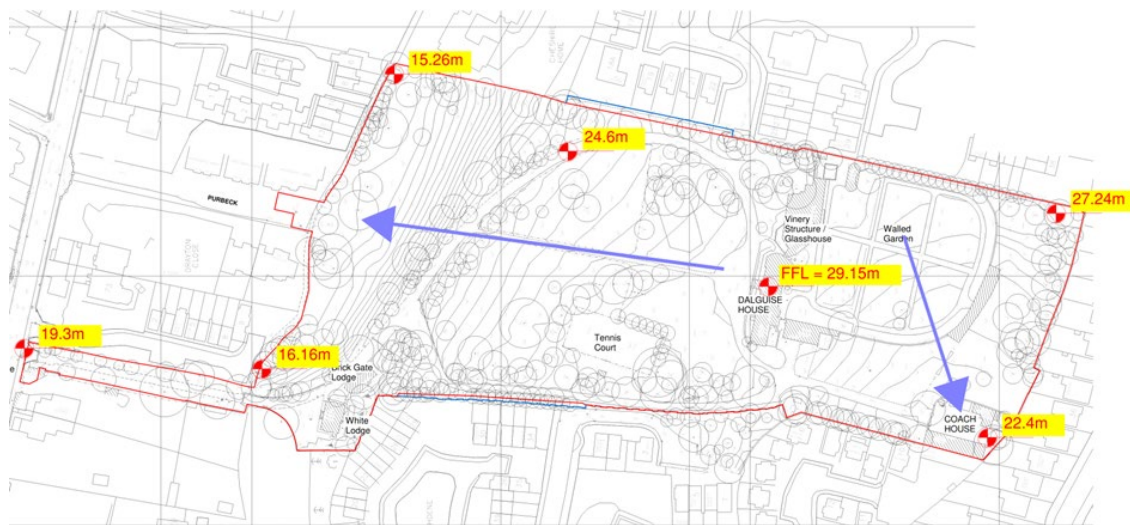 15.26m
24.6m
PURBECK
27.24m
Vinery
Structure /
Glasshouse
Walled
Garden
FFL = 29.15m
DALGUISE
HOUSE
19.3m
Tennis
Court
16.16m
Brick Gate
Lodge
White
Lodge
COACH
HOUSE
22.4m